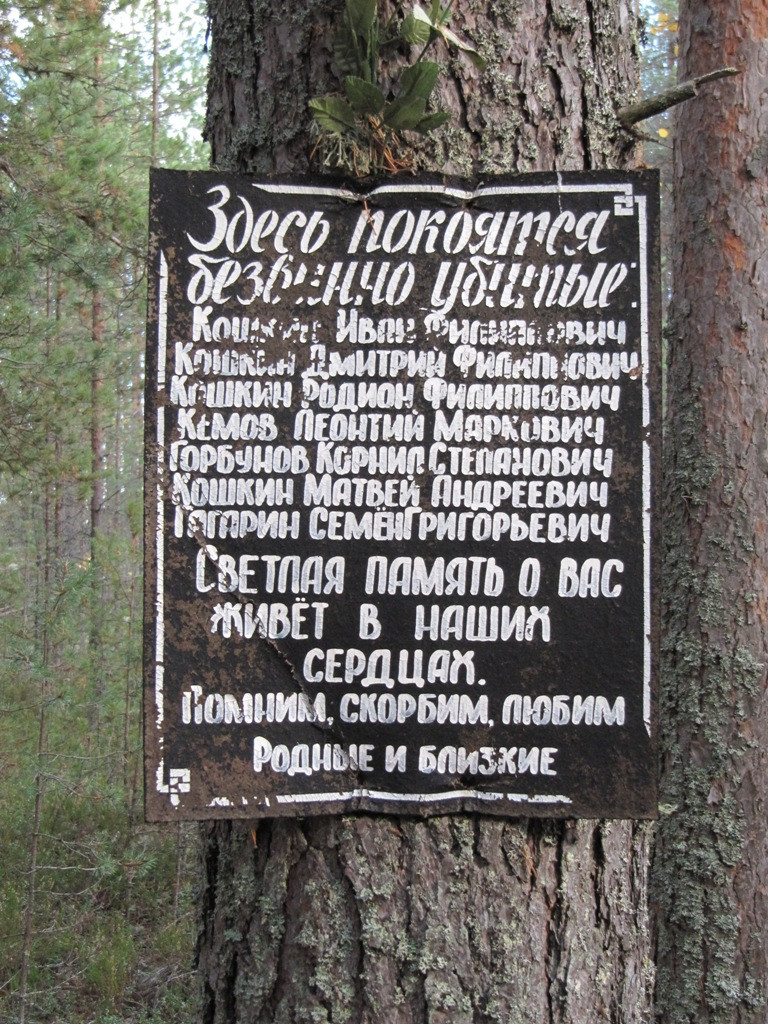 Здесь покоятся
безвинно убитые:
Кошкин Иван Филиппович
Кошкин Дмитрий Филиппович
Кошкин Родион Филиппович
Кемов Леонтий Маркович
Горбунов Корнил Степанович
Кошкин Матвей Андреевич
Гагарин Семён Григорьевич
Светлая память о вас
живёт в наших
сердцах.
Помним, скорбим, любим
Родные и близкие